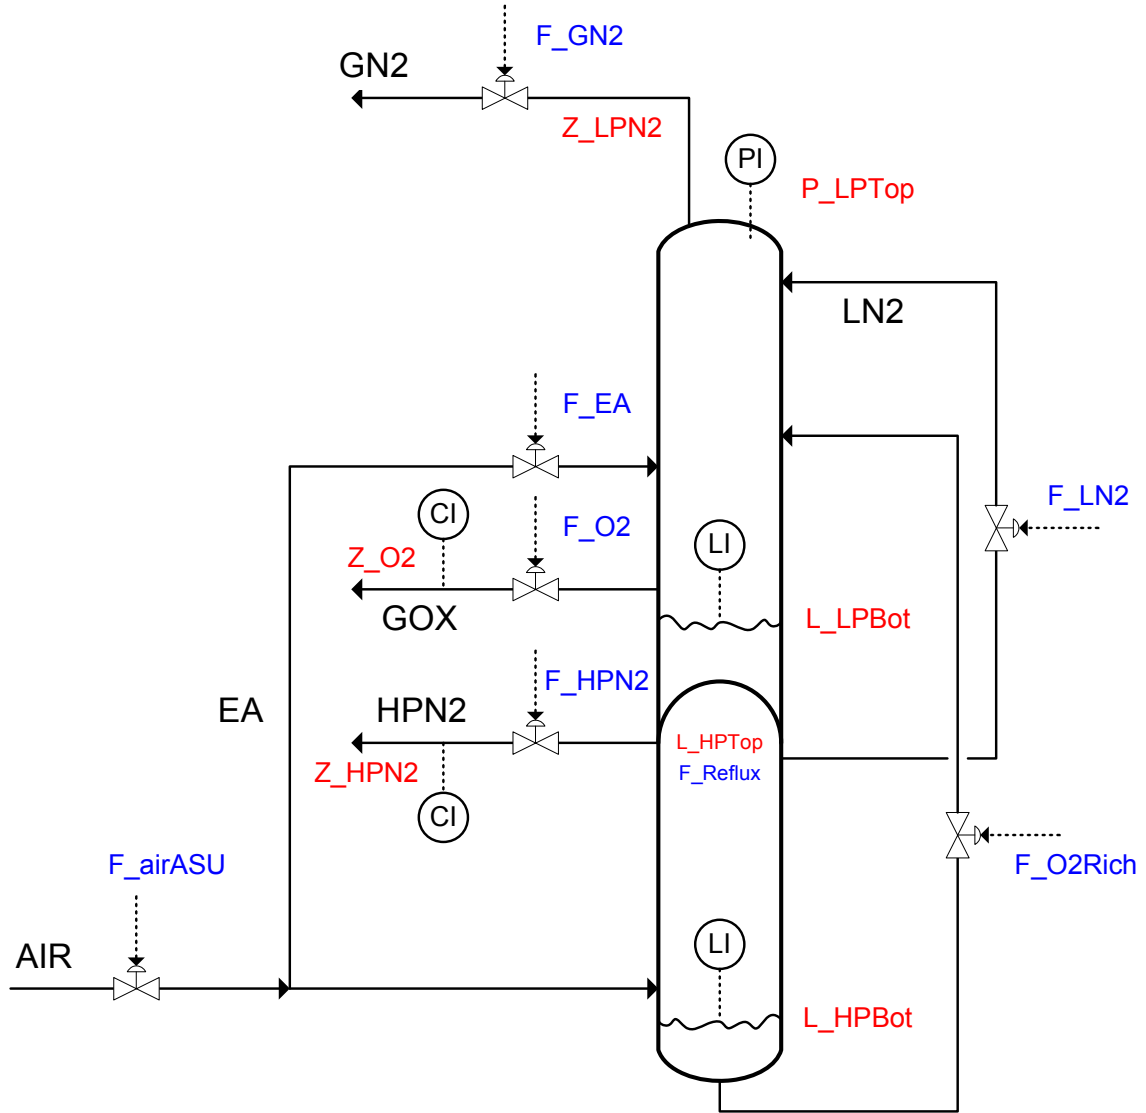 F_GN2
GN2
Z_LPN2
PI
P_LPTop
LN2
F_EA
CI
F_O2
F_LN2
LI
Z_O2
GOX
L_LPBot
F_HPN2
EA
HPN2
L_HPTop
Z_HPN2
F_Reflux
CI
F_airASU
F_O2Rich
AIR
LI
L_HPBot